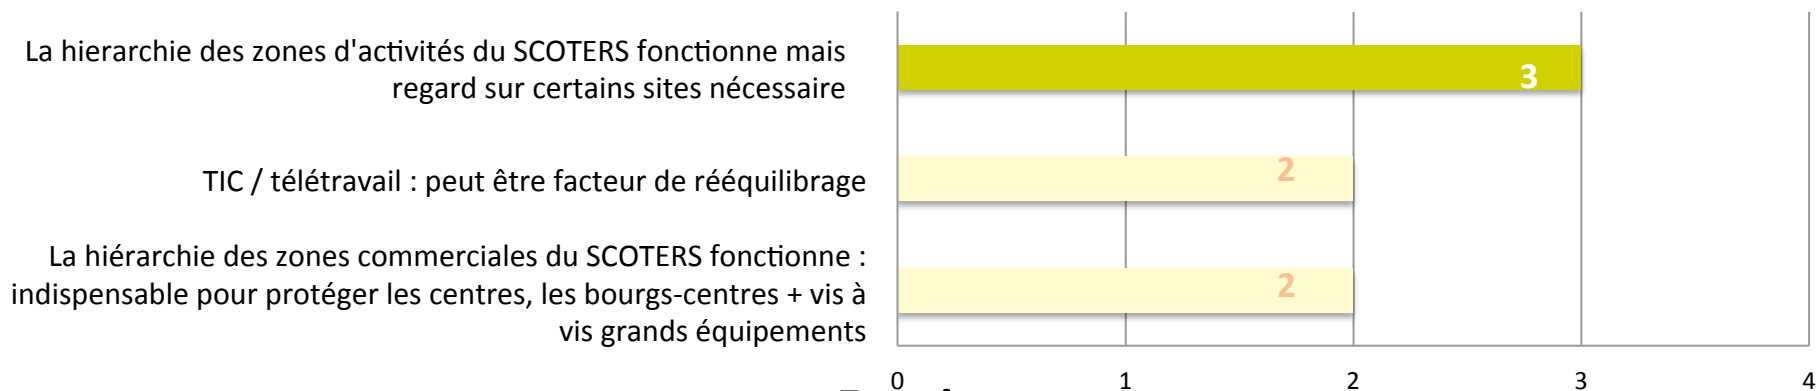 La hierarchie des zones d'activités du SCOTERS fonctionne mais
regard sur certains sites nécessaire
3
TIC / télétravail : peut être facteur de rééquilibrage
2
La hiérarchie des zones commerciales du SCOTERS fonctionne :
indispensable pour protéger les centres, les bourgs-centres + vis à
vis grands équipements
2
0 1 2 3 4